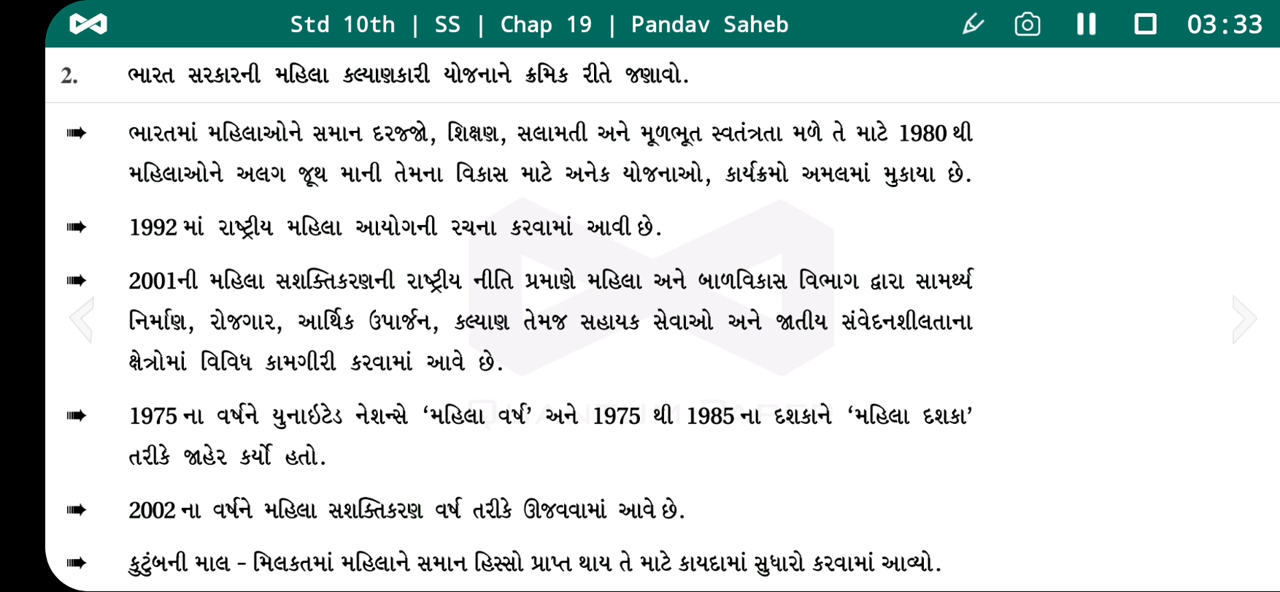 Std 10th | SS | Chap 19 | Pandav Saheb
03:33
2. ભારત સરકારની મહિલા કલ્યાણકારી યોજનાને ક્રમિક રીતે જણાવો.
➠ ભારતમાં મહિલાઓને સમાન દરજ્જો, શિક્ષણ, સલામતી અને મૂળભૂત સ્વતંત્રતા મળે તે માટે 1980 થી
મહિલાઓને અલગ જૂથ માની તેમના વિકાસ માટે અનેક યોજનાઓ, કાર્યક્રમો અમલમાં મુકાયા છે.
➠ 1992 માં રાષ્ટ્રીય મહિલા આયોગની રચના કરવામાં આવી છે.
➠ 2001ની મહિલા સશક્તિકરણની રાષ્ટ્રીય નીતિ પ્રમાણે મહિલા અને બાળવિકાસ વિભાગ દ્વારા સામર્થ્ય
નિર્માણ, રોજગાર, આર્થિક ઉપાર્જન, કલ્યાણ તેમજ સહાયક સેવાઓ અને જાતીય સંવેદનશીલતાના
ક્ષેત્રોમાં વિવિધ કામગીરી કરવામાં આવે છે.
➠ 1975 ના વર્ષને યુનાઇટેડ નેશન્સે ‘મહિલા વર્ષ’ અને 1975 થી 1985 ના દશકાને ‘મહિલા દશકા’
તરીકે જાહેર કર્યો હતો.
➠ 2002 ના વર્ષને મહિલા સશક્તિકરણ વર્ષ તરીકે ઊજવવામાં આવે છે.
➠ કુટુંબની માલ - મિલકતમાં મહિલાને સમાન હિસ્સો પ્રાપ્ત થાય તે માટે કાયદામાં સુધારો કરવામાં આવ્યો.